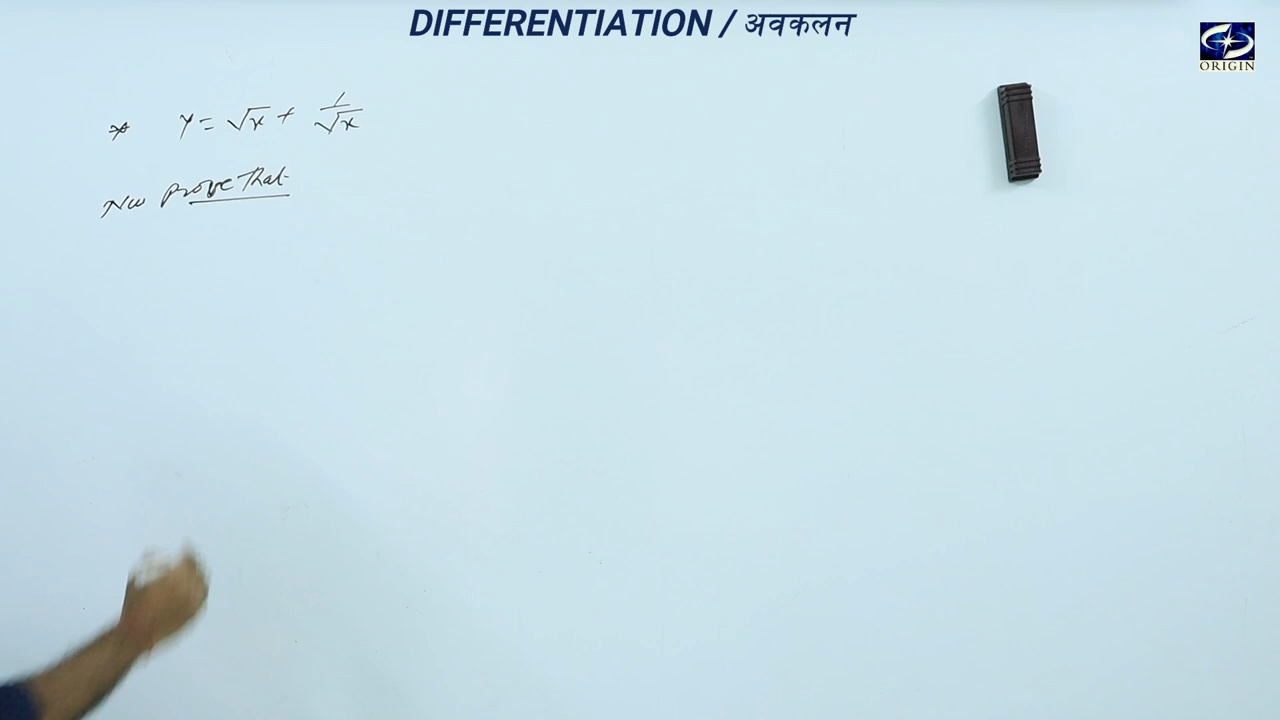 DIFFERENTIATION / अवकलन
ORIGIN
* y = √x + 1/√x
Now prove that